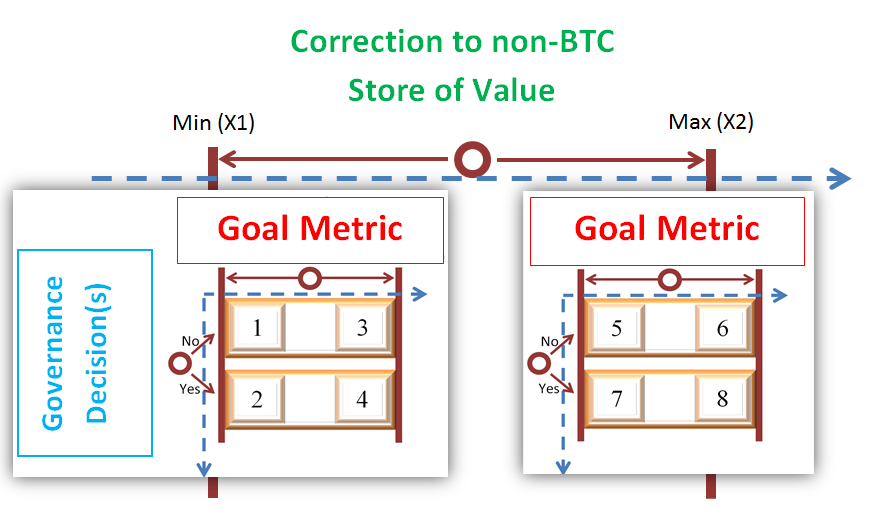 Correction to non-BTC
Store of Value
Min (X1)
Max (X2)
Goal Metric
Goal Metric
Governance
Decision(s)
No
Yes
1
3
2
4
No
Yes
5
6
7
8